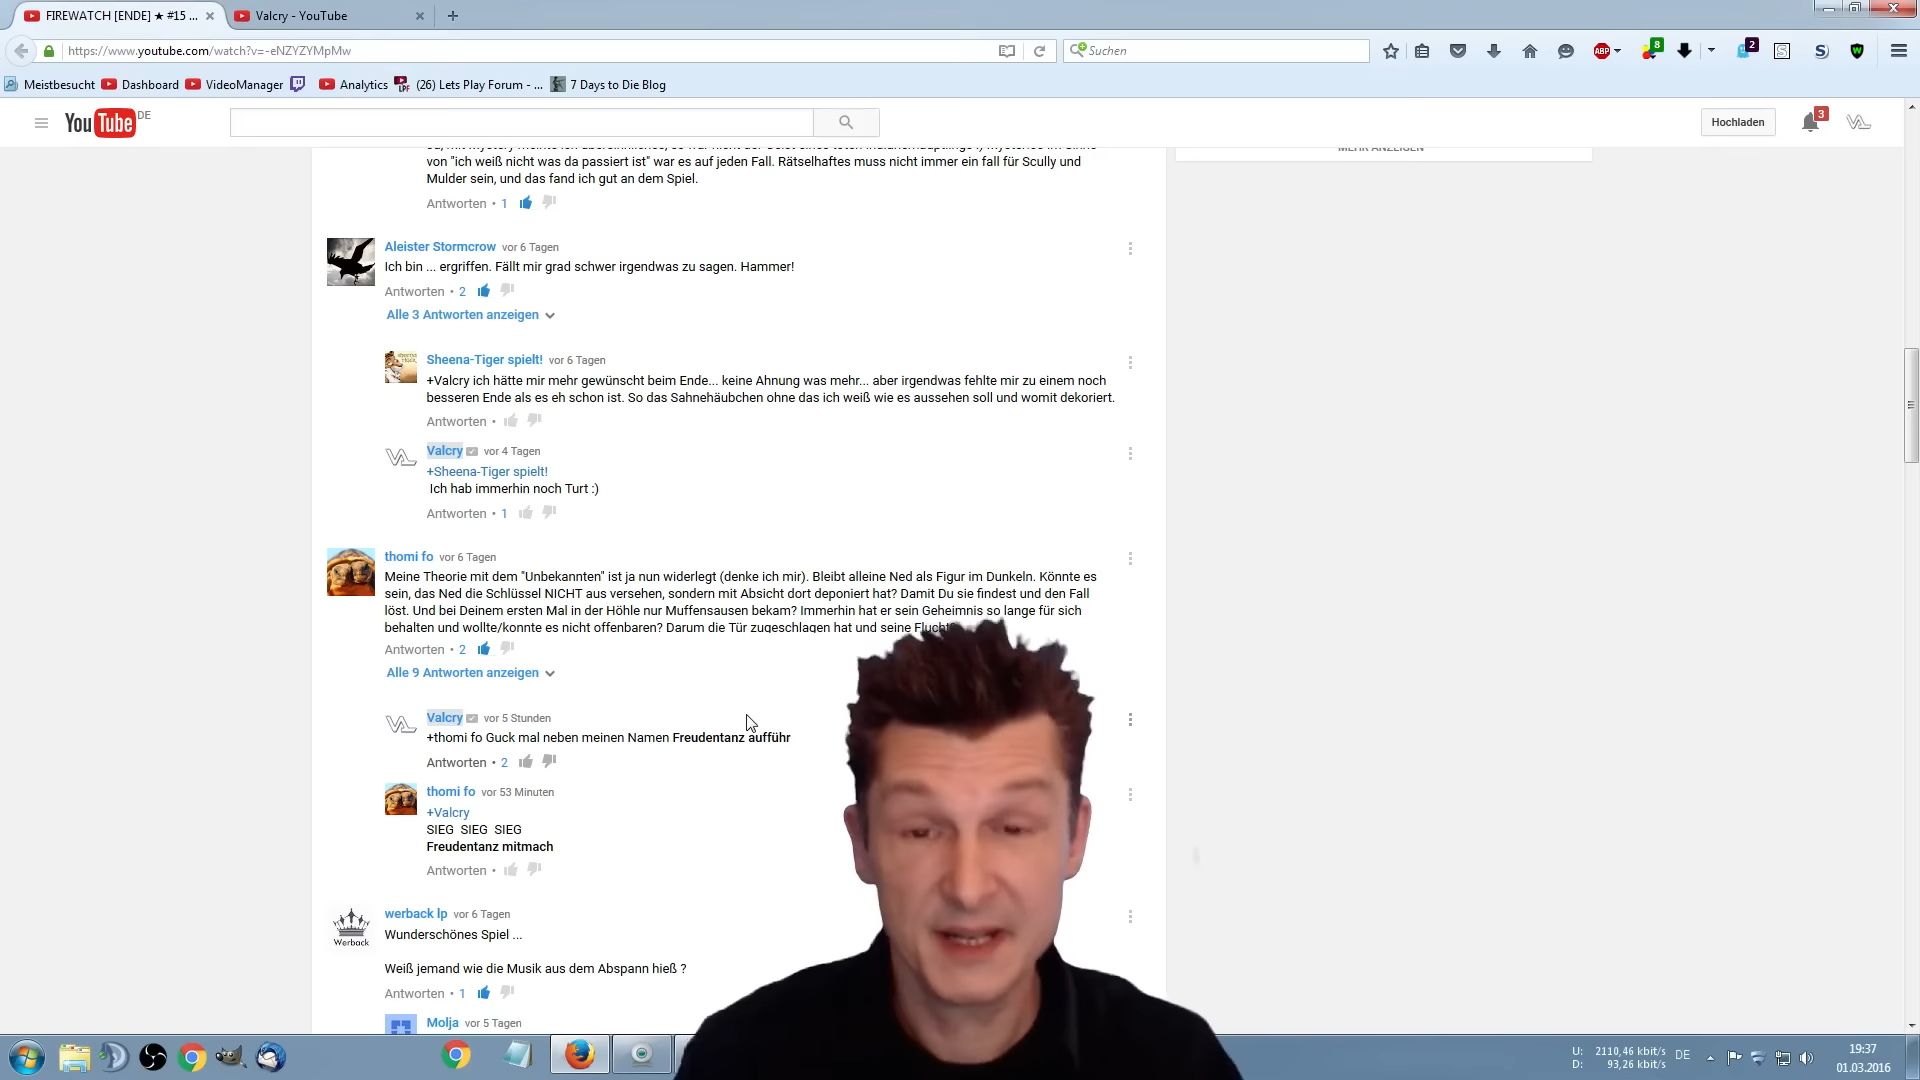 FIREWATCH [ENDE] ★ #15 ...
Valcry - YouTube
https://www.youtube.com/watch?v=-eNZYZYMpMw
Suchen
ABP
8
2
Meistbesucht
Dashboard
VideoManager
Analytics
(26) Lets Play Forum - ...
7 Days to Die Blog
YouTube DE
Hochladen
3
MEHR ANZEIGEN
von "ich weiß nicht was da passiert ist" war es auf jeden Fall. Rätselhaftes muss nicht immer ein fall für Scully und
Mulder sein, und das fand ich gut an dem Spiel.
Antworten • 1
Aleister Stormcrow vor 6 Tagen
Ich bin ... ergriffen. Fällt mir grad schwer irgendwas zu sagen. Hammer!
Antworten • 2
Alle 3 Antworten anzeigen
Sheena-Tiger spielt! vor 6 Tagen
+Valcry ich hätte mir mehr gewünscht beim Ende... keine Ahnung was mehr... aber irgendwas fehlte mir zu einem noch
besseren Ende als es eh schon ist. So das Sahnehäubchen ohne das ich weiß wie es aussehen soll und womit dekoriert.
Antworten •
Valcry vor 4 Tagen
+Sheena-Tiger spielt!
Ich hab immerhin noch Turt :)
Antworten • 1
thomi fo vor 6 Tagen
Meine Theorie mit dem "Unbekannten" ist ja nun widerlegt (denke ich mir). Bleibt alleine Ned als Figur im Dunkeln. Könnte es
sein, das Ned die Schlüssel NICHT aus versehen, sondern mit Absicht dort deponiert hat? Damit Du sie findest und den Fall
löst. Und bei Deinem ersten Mal in der Höhle nur Muffensausen bekam? Immerhin hat er sein Geheimnis so lange für sich
behalten und wollte/konnte es nicht offenbaren? Darum die Tür zugeschlagen hat und seine
Antworten • 2
Alle 9 Antworten anzeigen
Valcry vor 5 Stunden
+thomi fo Guck mal neben meinen Namen Freudentanz aufführ
Antworten • 2
thomi fo vor 53 Minuten
+Valcry
SIEG SIEG SIEG
Freudentanz mitmach
Antworten •
werback lp vor 6 Tagen
Werback
Wunderschönes Spiel ...
Weiß jemand wie die Musik aus dem Abspann hieß ?
Antworten • 1
Molja vor 5 Tagen
U: 2110,46 kbit/s
D: 93,26 kbit/s
DE
19:37
01.03.2016